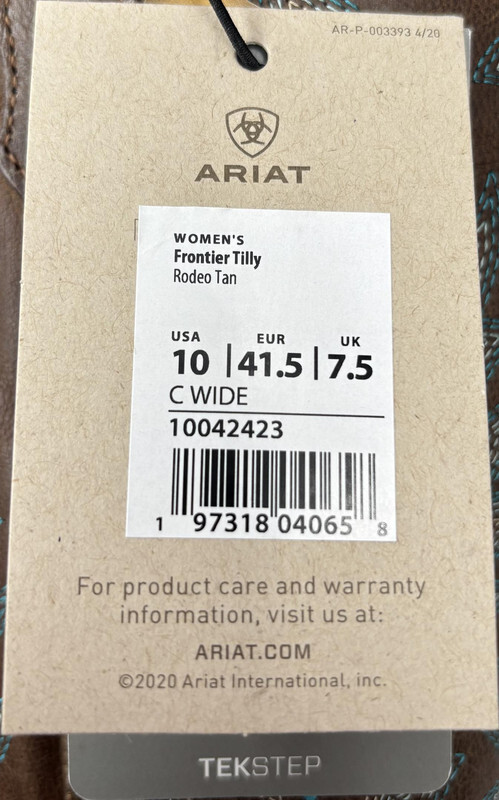 AR-P-003393 4/20
ARIAT
WOMEN'S
Frontier Tilly
Rodeo Tan
USA EUR UK
10 | 41.5 | 7.5
C WIDE
10042423
1 97318 04065 8
For product care and warranty
information, visit us at:
ARIAT.COM
©2020 Ariat International, inc.
TEKSTEP